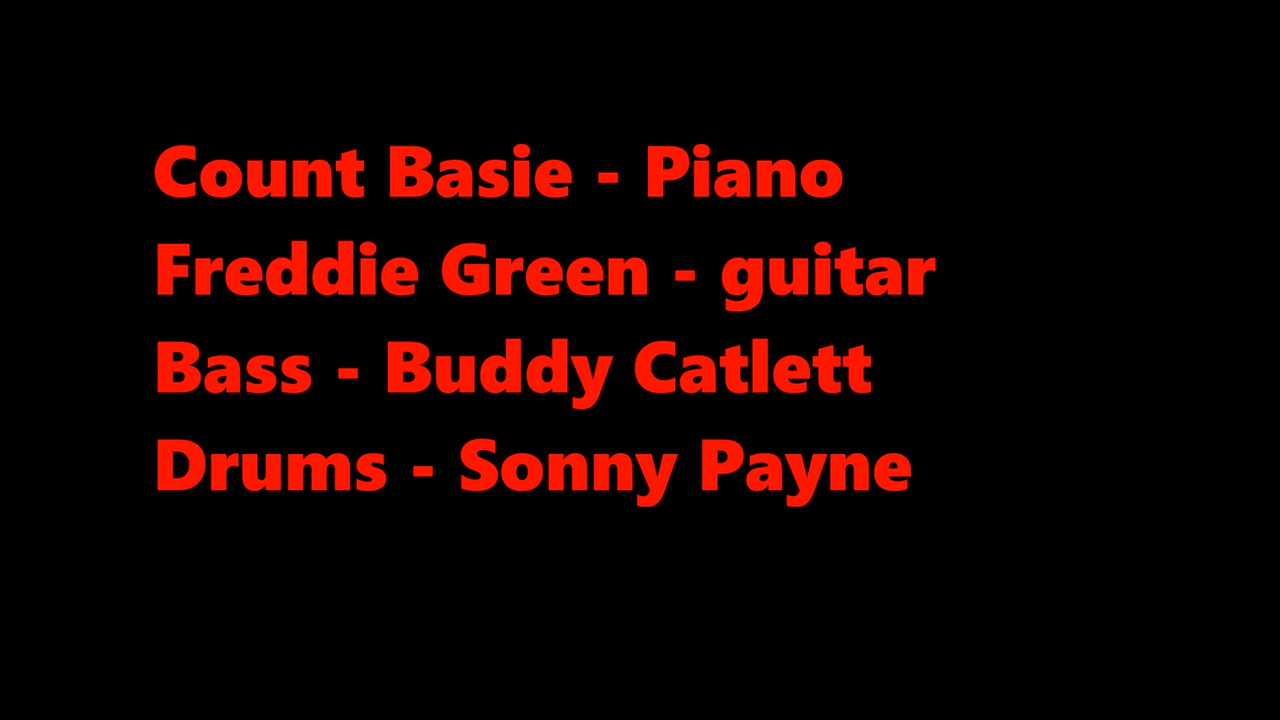 Count Basie - Piano
Freddie Green - guitar
Bass - Buddy Catlett
Drums - Sonny Payne